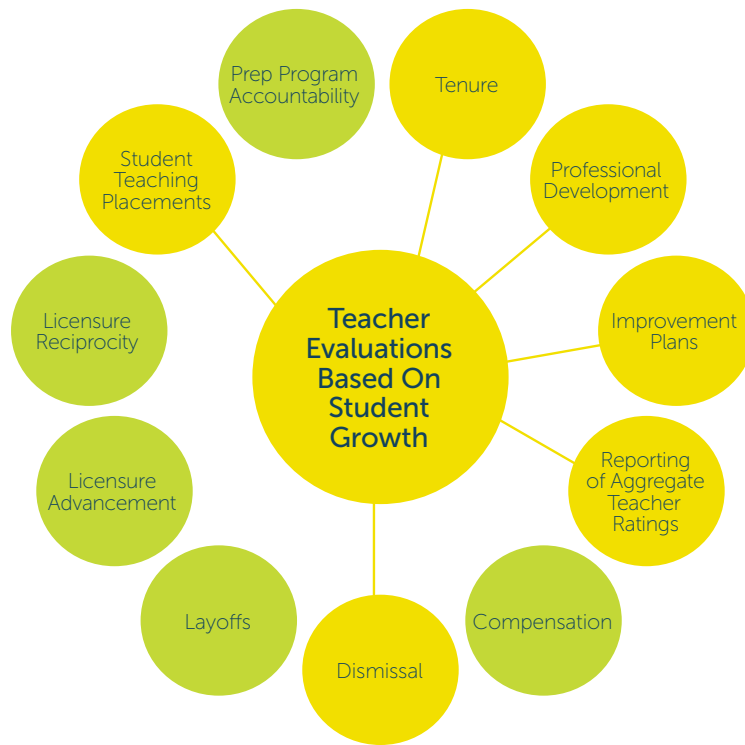 Prep Program
Accountability
Tenure
Student
Teaching
Placements
Professional
Development
Licensure
Reciprocity
Teacher
Evaluations
Based On
Student
Growth
Improvement
Plans
Licensure
Advancement
Reporting
of Aggregate
Teacher
Ratings
Layoffs
Compensation
Dismissal